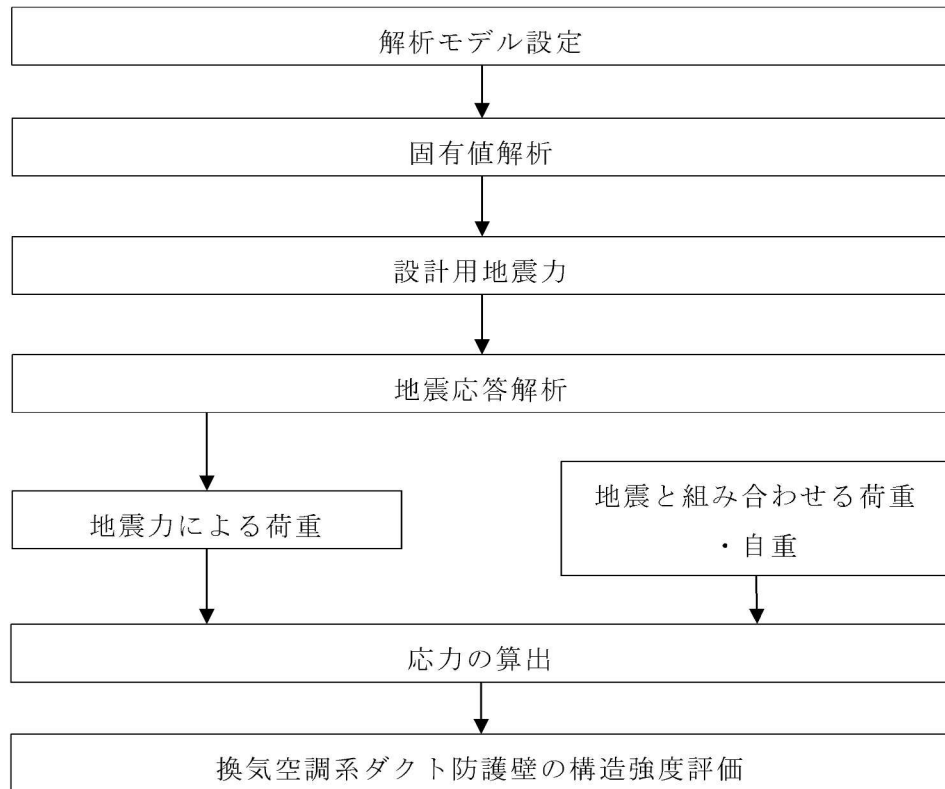 解析モデル設定
固有値解析
設計用地震力
地震応答解析
地震力による荷重
地震と組み合わせる荷重
・自重
応力の算出
換気空調系ダクト防護壁の構造強度評価